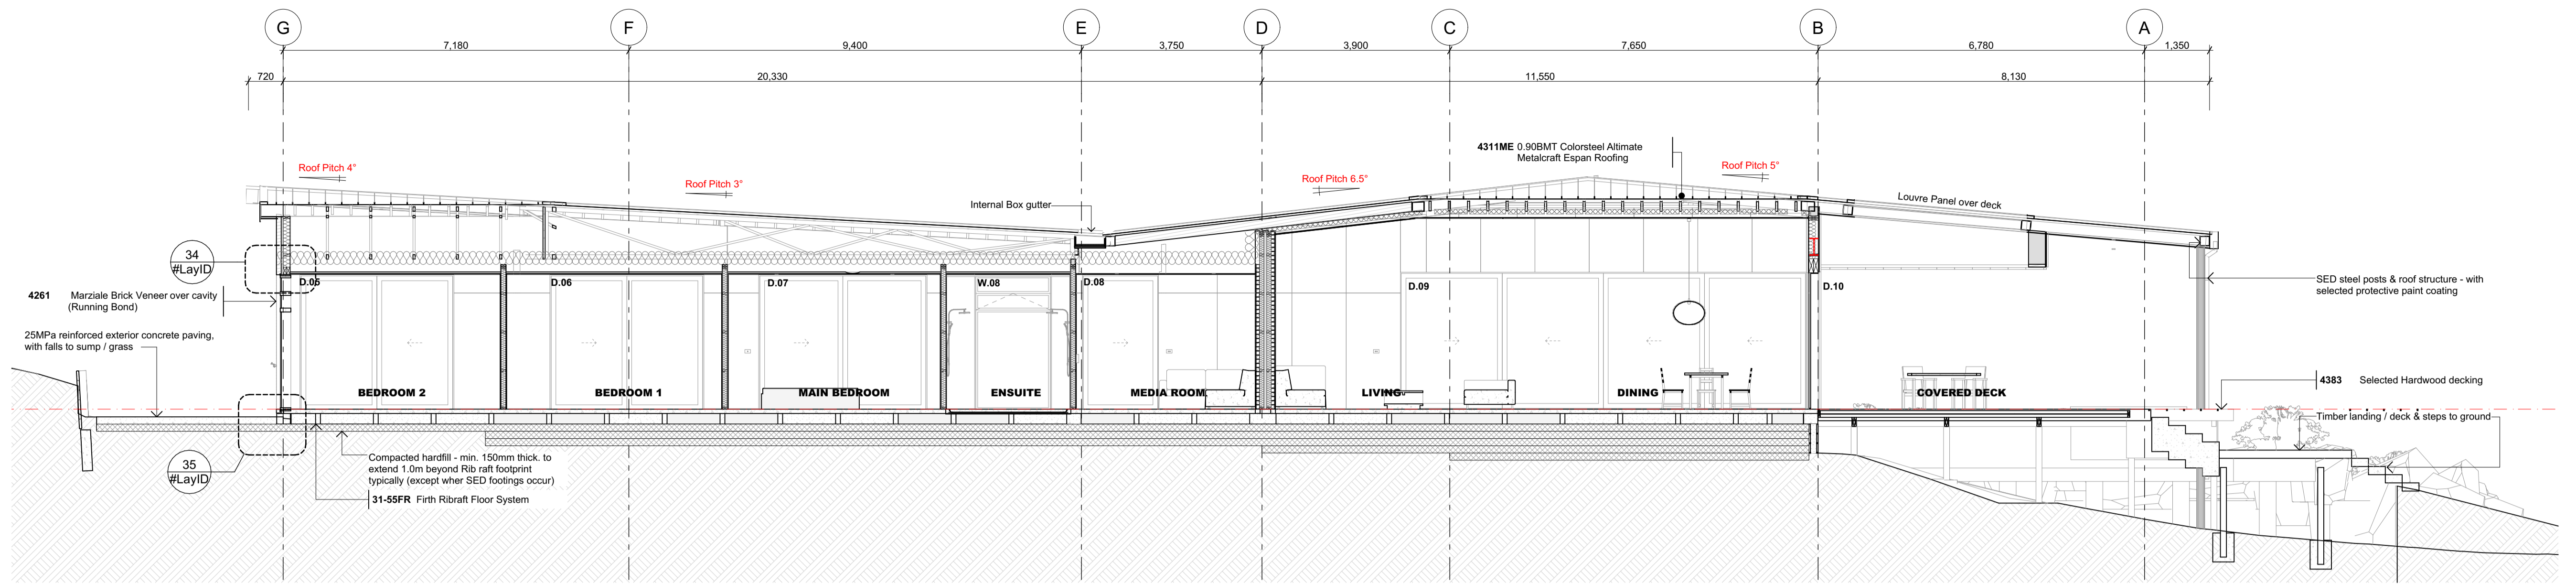 G F E D C B A
7,180 9,400 3,750 3,900 7,650 6,780 1,350
720 20,330 11,550 8,130
4311ME 0.90BMT Colorsteel Altimate
Metalcraft Espan Roofing
Roof Pitch 4°
Roof Pitch 3°
Roof Pitch 6.5°
Roof Pitch 5°
Internal Box gutter
Louvre Panel over deck
34
#LayID
4261 Marziale Brick Veneer over cavity
(Running Bond)
25MPa reinforced exterior concrete paving,
with falls to sump / grass
D.05 D.06 D.07 W.08 D.08 D.09 D.10
SED steel posts & roof structure - with
selected protective paint coating
BEDROOM 2 BEDROOM 1 MAIN BEDROOM ENSUITE MEDIA ROOM LIVING DINING COVERED DECK
4383 Selected Hardwood decking
Timber landing / deck & steps to ground
35
#LayID
Compacted hardfill - min. 150mm thick. to
extend 1.0m beyond Rib raft footprint
typically (except wher SED footings occur)
31-55FR Firth Ribraft Floor System